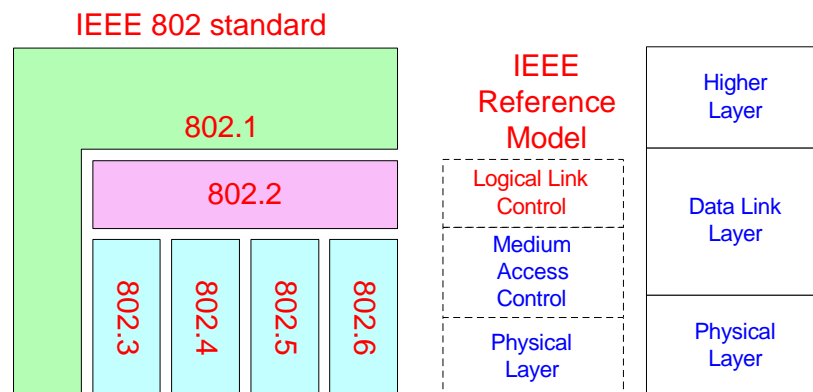 IEEE 802 standard
802.1
802.2
802.3
802.4
802.5
802.6
IEEE
Reference
Model
Logical Link
Control
Medium
Access
Control
Physical
Layer
Higher
Layer
Data Link
Layer
Physical
Layer